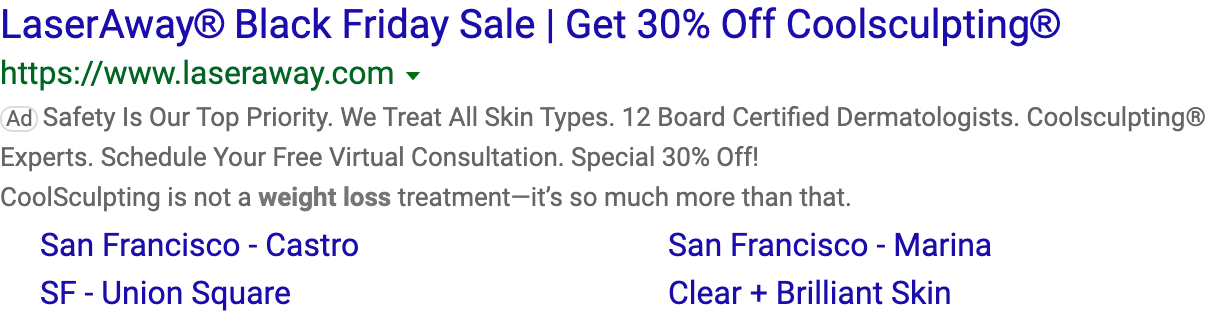 LaserAway® Black Friday Sale | Get 30% Off Coolsculpting®
https://www.laseraway.com
Ad Safety Is Our Top Priority. We Treat All Skin Types. 12 Board Certified Dermatologists. Coolsculpting®
Experts. Schedule Your Free Virtual Consultation. Special 30% Off!
CoolSculpting is not a weight loss treatment—it’s so much more than that.
San Francisco - Castro San Francisco - Marina
SF - Union Square Clear + Brilliant Skin